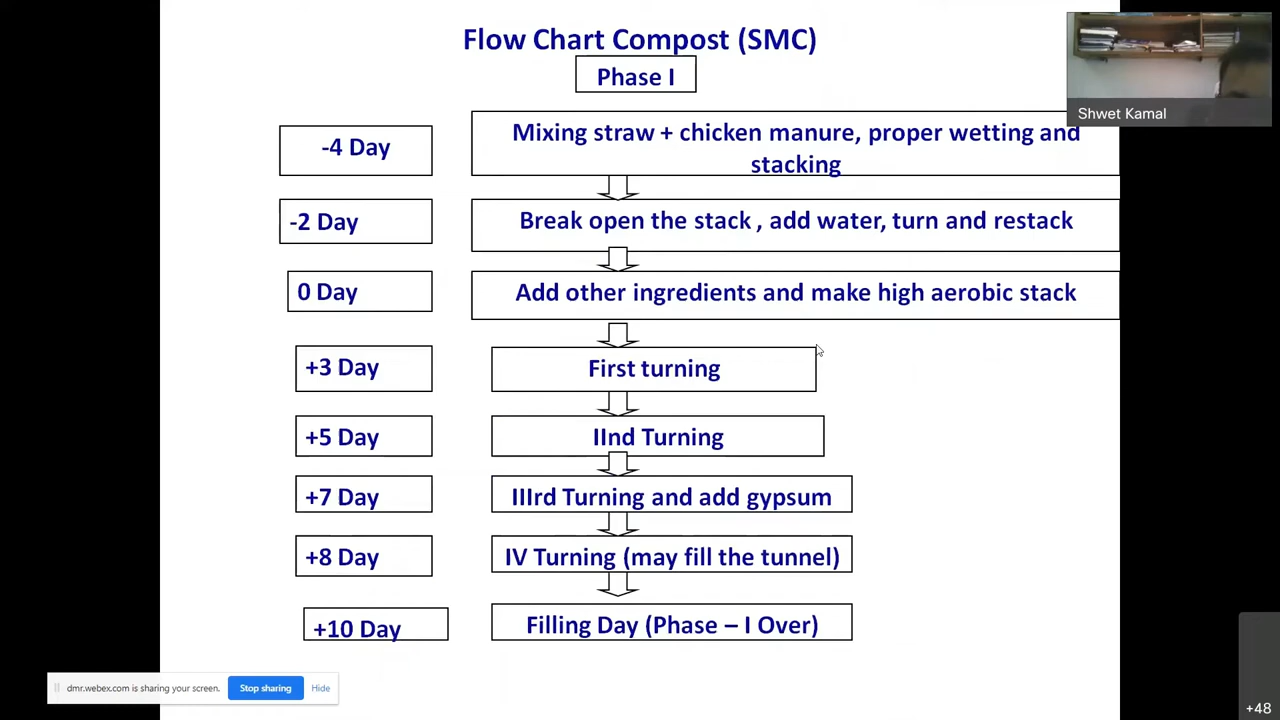 Flow Chart Compost (SMC)
Phase I
Shwet Kamal
-4 Day
Mixing straw + chicken manure, proper wetting and
stacking
-2 Day
Break open the stack , add water, turn and restack
0 Day
Add other ingredients and make high aerobic stack
+3 Day
First turning
+5 Day
IInd Turning
+7 Day
IIIrd Turning and add gypsum
+8 Day
IV Turning (may fill the tunnel)
+10 Day
Filling Day (Phase – I Over)
dmr.webex.com is sharing your screen.
Stop sharing
Hide
+48